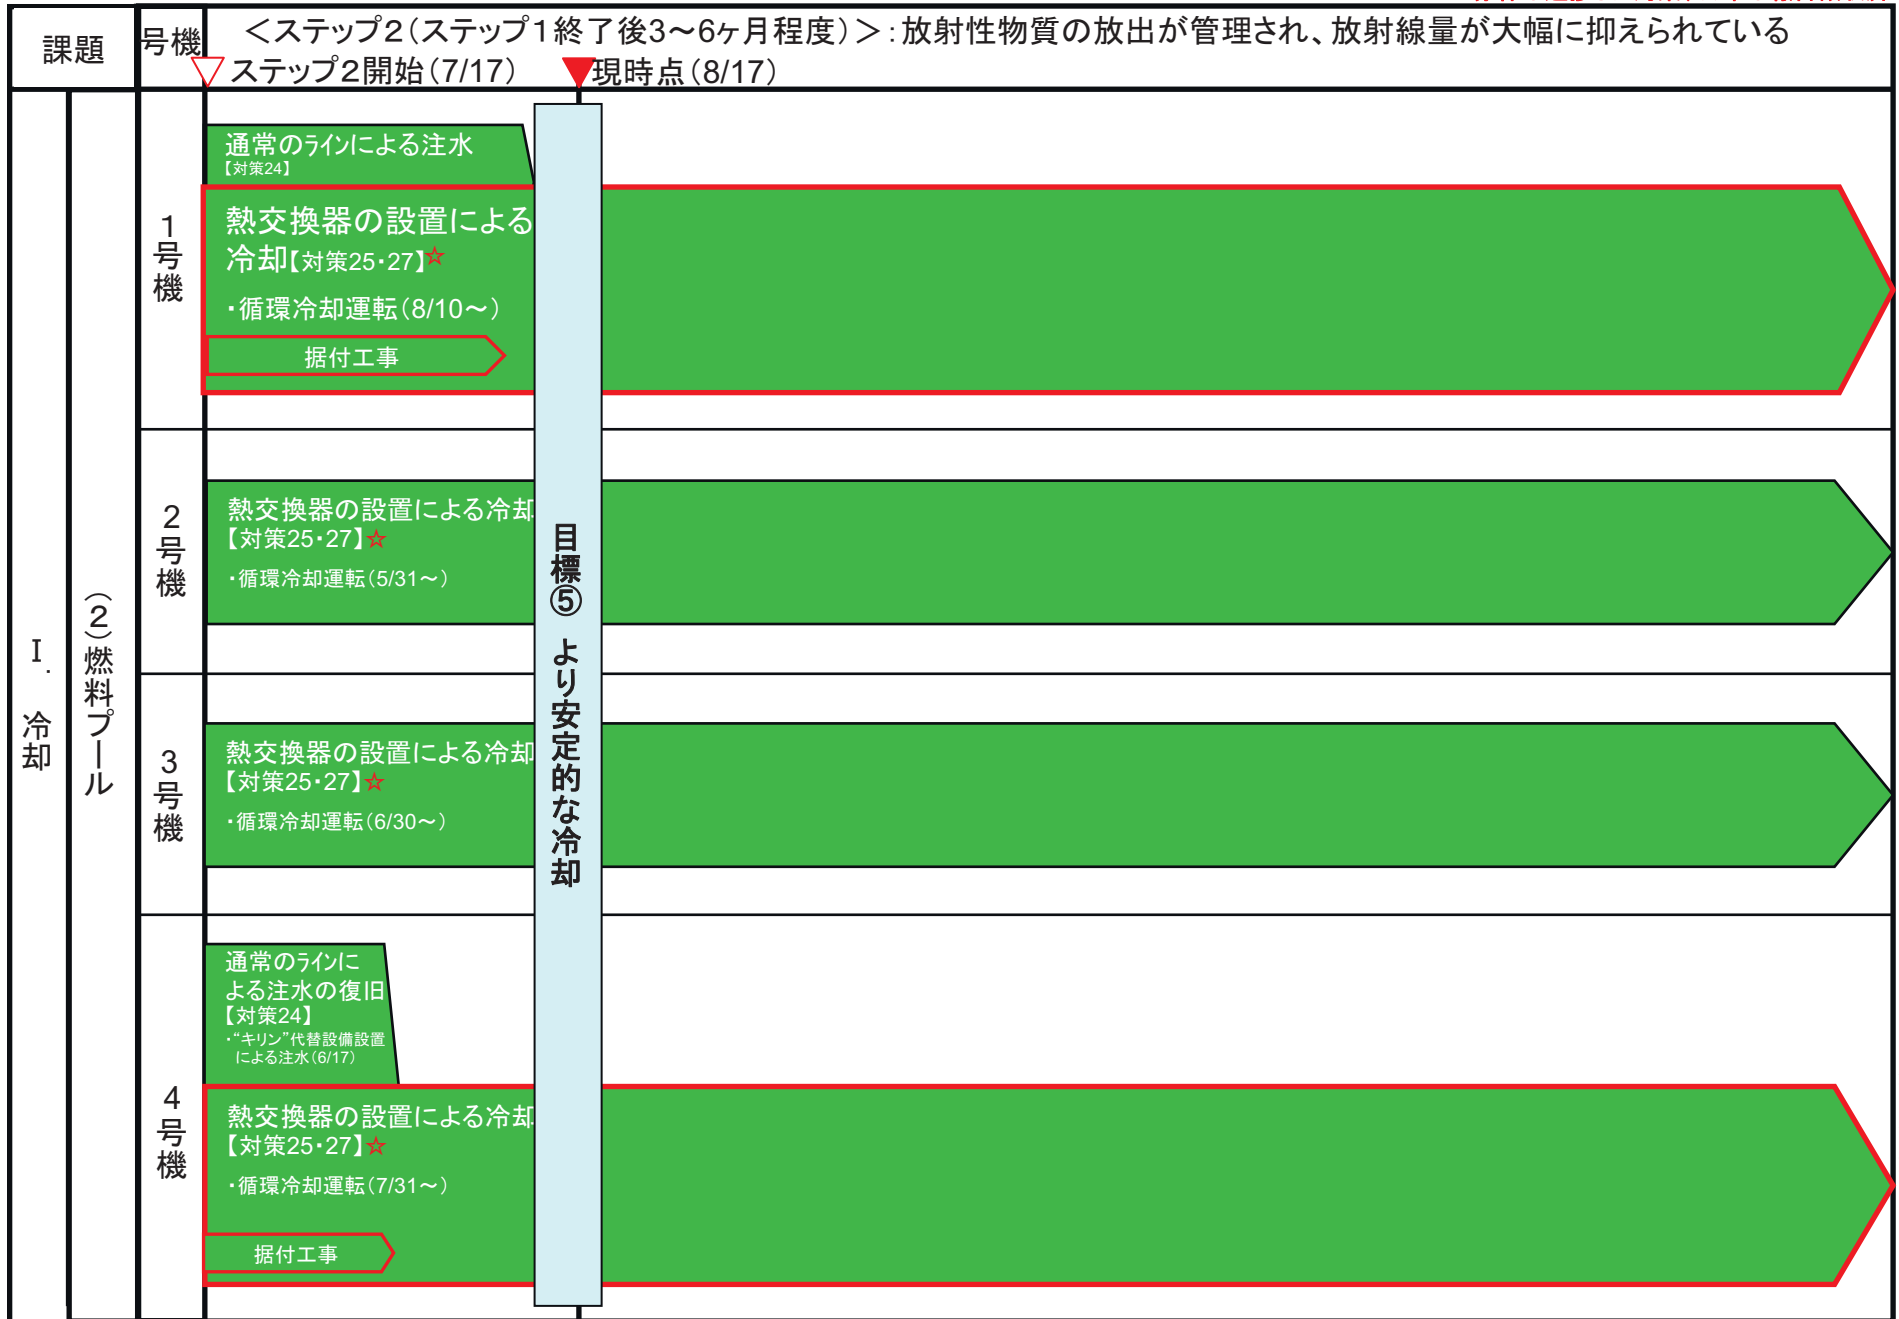 課題
号機
＜ステップ２（ステップ１終了後3～6ヶ月程度）＞：放射性物質の放出が管理され、放射線量が大幅に抑えられている
ステップ２開始（7/17）
現時点（8/17）
Ⅰ．冷却
（２）燃料プール
１号機
通常のラインによる注水
【対策24】
熱交換器の設置による
冷却【対策25・27】☆
・循環冷却運転（8/10～）
据付工事
２号機
熱交換器の設置による冷却
【対策25・27】☆
・循環冷却運転（5/31～）
目標⑤　より安定的な冷却
３号機
熱交換器の設置による冷却
【対策25・27】☆
・循環冷却運転（6/30～）
４号機
通常のラインに
よる注水の復旧
【対策24】
・“キリン”代替設備設置
による注水（6/17）
熱交換器の設置による冷却
【対策25・27】☆
・循環冷却運転（7/31～）
据付工事